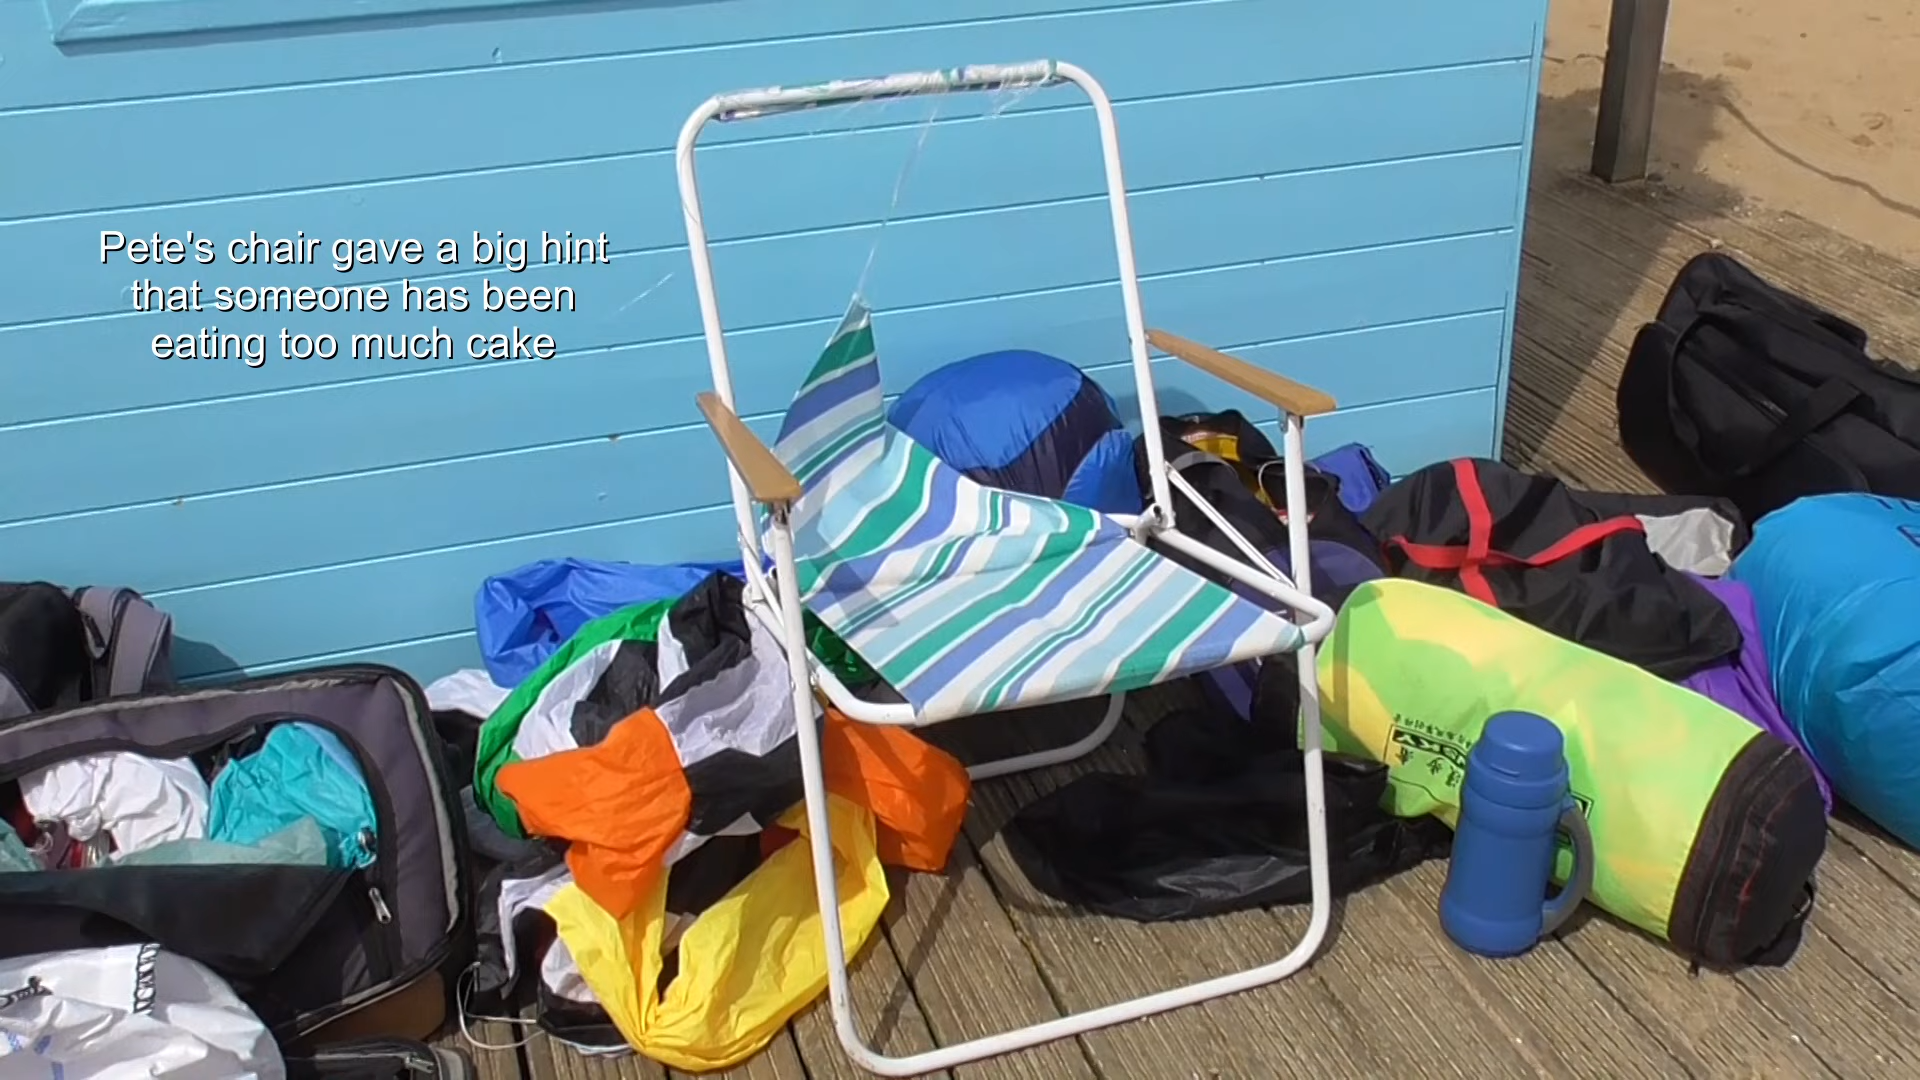 Pete's chair gave a big hint
that someone has been
eating too much cake